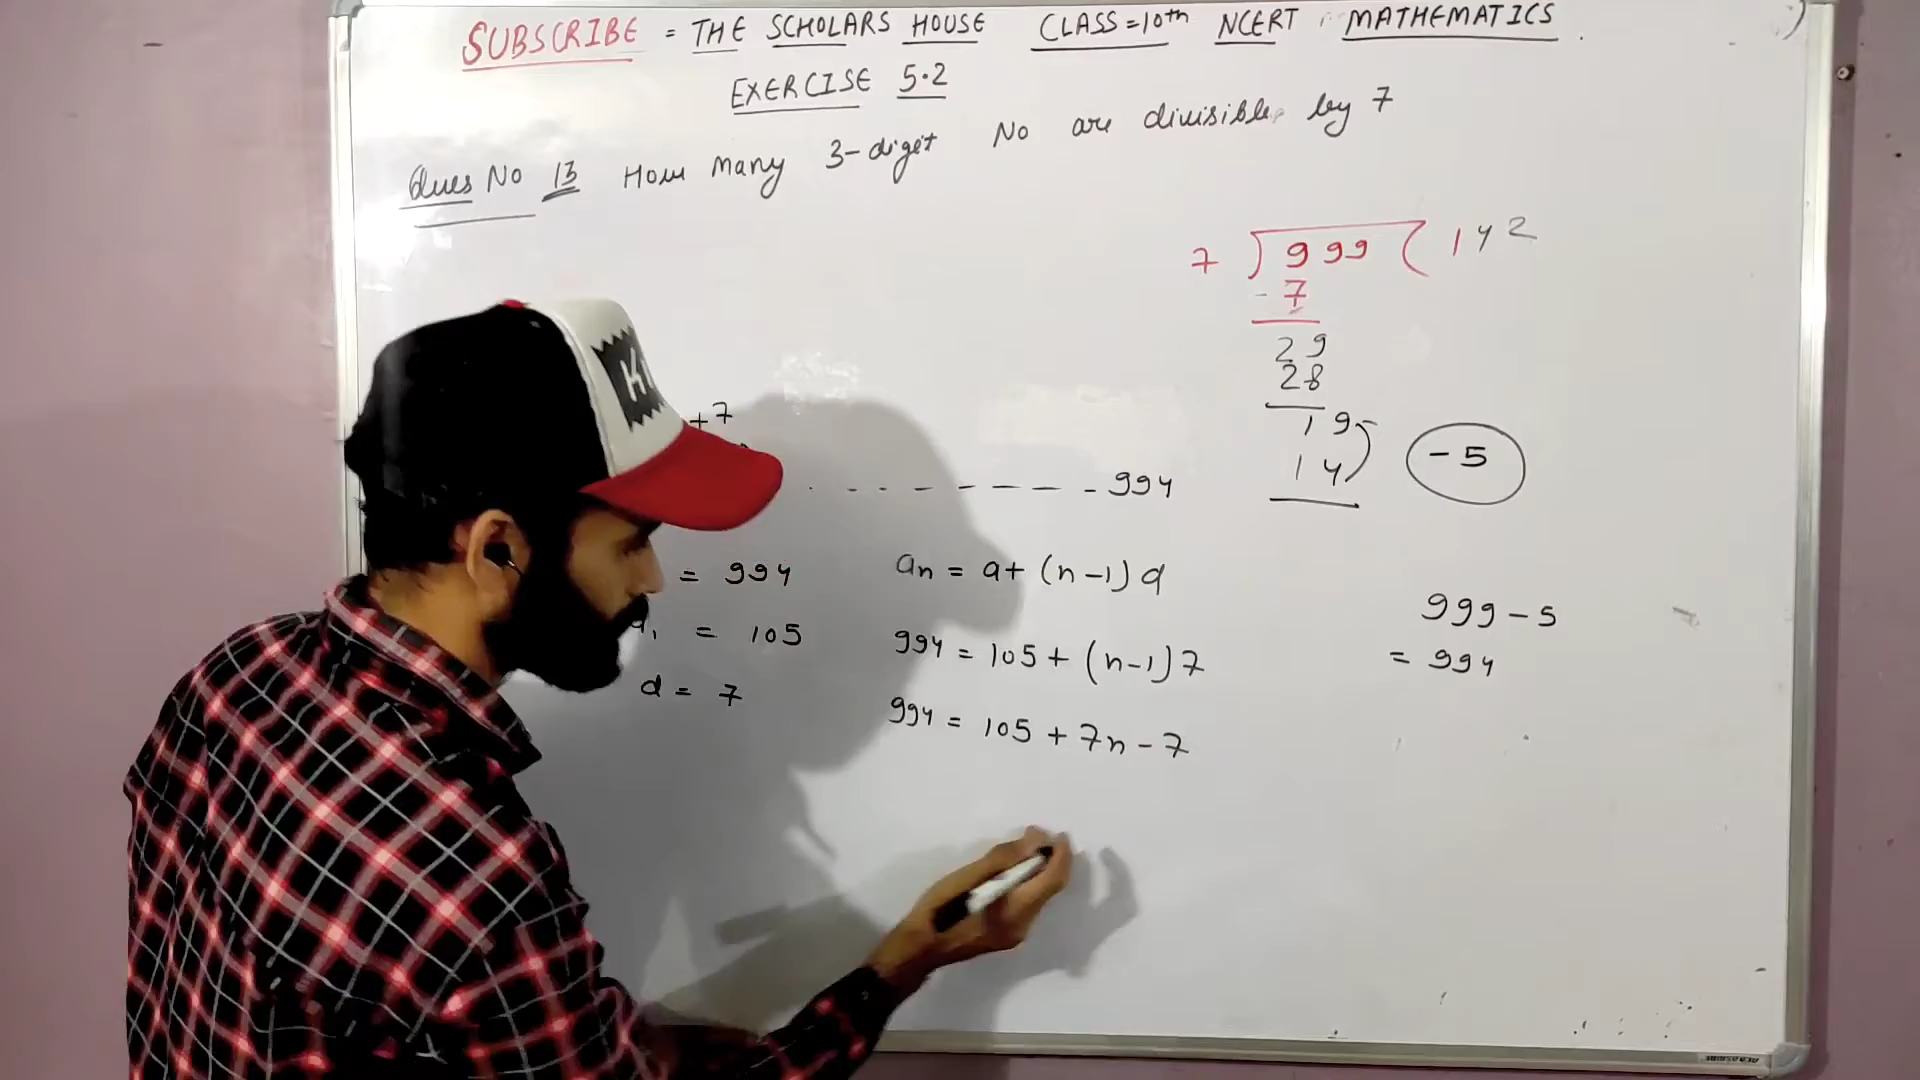 SUBSCRIBE = THE SCHOLARS HOUSE CLASS=10th NCERT MATHEMATICS
EXERCISE 5.2
Ques No 13 How many 3-digit No are divisible by 7
7 ) 999 ( 142
- 7
29
28
19
14
- 5
+7
- - - - - - - - 994
= 994
a1 = 105
d = 7
an = a + (n-1) d
994 = 105 + (n-1) 7
994 = 105 + 7n - 7
999 - 5
= 994